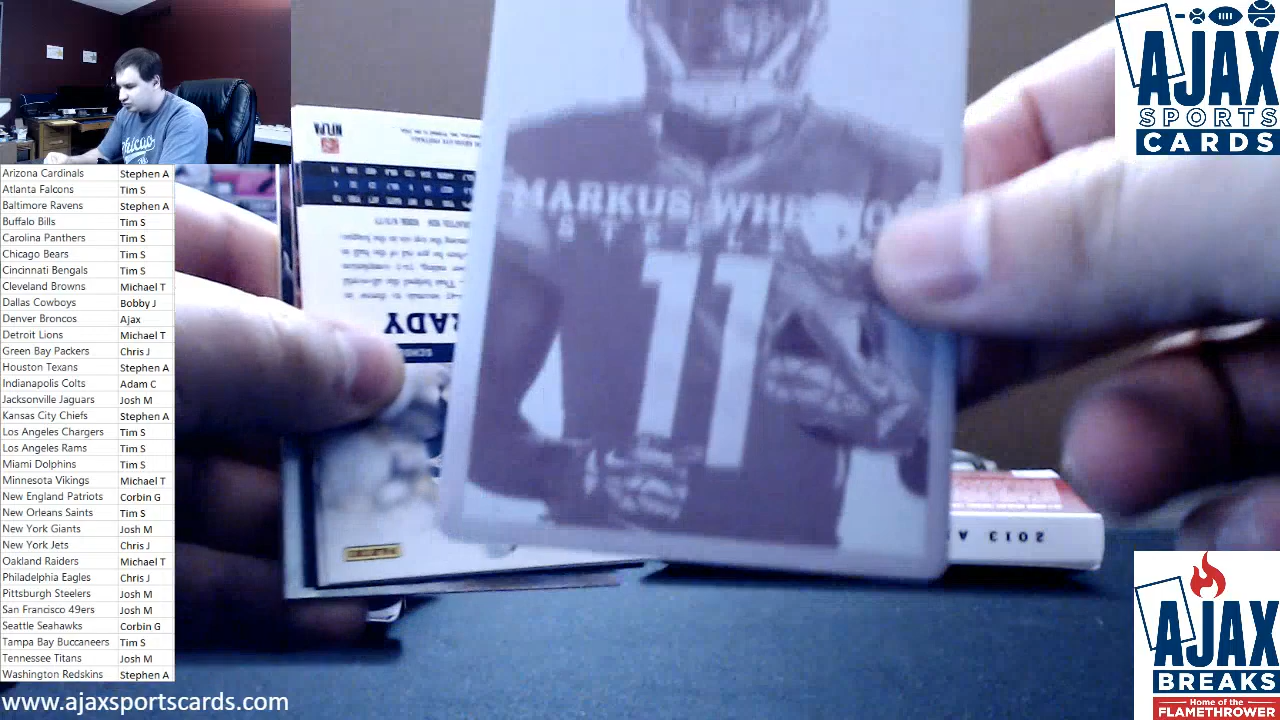 AJAX
SPORTS
CARDS
Arizona Cardinals Stephen A
Atlanta Falcons Tim S
Baltimore Ravens Stephen A
Buffalo Bills Tim S
Carolina Panthers Tim S
Chicago Bears Tim S
Cincinnati Bengals Tim S
Cleveland Browns Michael T
Dallas Cowboys Bobby J
Denver Broncos Ajax
Detroit Lions Michael T
Green Bay Packers Chris J
Houston Texans Stephen A
Indianapolis Colts Adam C
Jacksonville Jaguars Josh M
Kansas City Chiefs Stephen A
Los Angeles Chargers Tim S
Los Angeles Rams Tim S
Miami Dolphins Tim S
Minnesota Vikings Michael T
New England Patriots Corbin G
New Orleans Saints Tim S
New York Giants Josh M
New York Jets Chris J
Oakland Raiders Michael T
Philadelphia Eagles Chris J
Pittsburgh Steelers Josh M
San Francisco 49ers Josh M
Seattle Seahawks Corbin G
Tampa Bay Buccaneers Tim S
Tennessee Titans Josh M
Washington Redskins Stephen A
www.ajaxsportscards.com
Chicago
NFLPA
RADY
MARKUS WHE
STEEL
11
2013 A
AJAX
BREAKS
Home of the
FLAMETHROWER